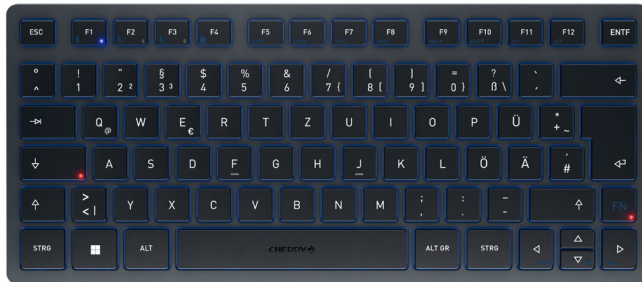 ESC F1 F2 F3 F4 F5 F6 F7 F8 F9 F10 F11 F12 ENTF
° ! " § $ % & / ( ) = ? `
^ 1 2 ² 3 ³ 4 5 6 7 { 8 [ 9 ] 0 } ß \ ´
Q @ W E € R T Z U I O P Ü * + ~
A S D F G H J K L Ö Ä ' #
> < | Y X C V B N M ; , : . _ - FN
STRG ALT CHERRY ALT GR STRG